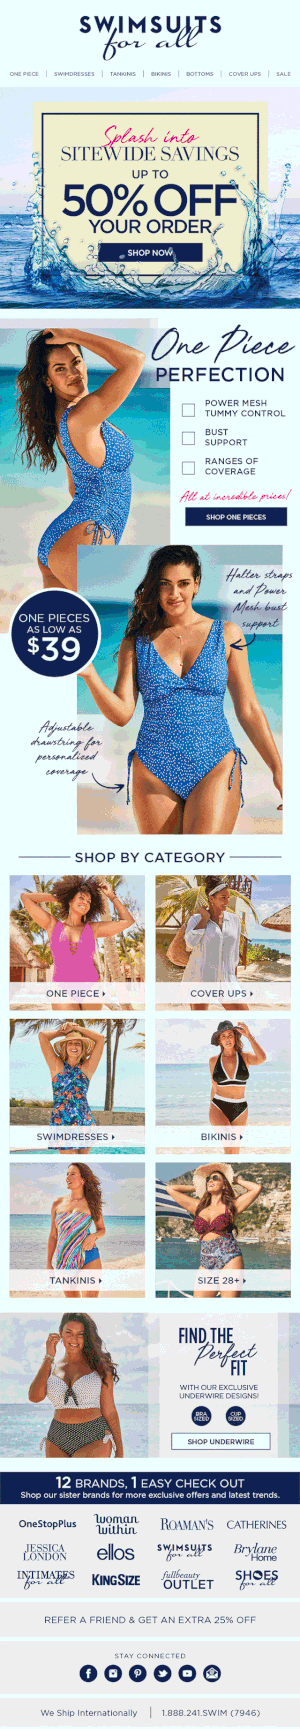 SWIMSUITS
for all
ONE PIECE | SWIMDRESSES | TANKINIS | BIKINIS | BOTTOMS | COVER UPS | SALE
Splash into
SITEWIDE SAVINGS
UP TO
50% OFF
YOUR ORDER
SHOP NOW
One Piece
PERFECTION
POWER MESH
TUMMY CONTROL
BUST
SUPPORT
RANGES OF
COVERAGE
All at incredible prices!
SHOP ONE PIECES
Halter straps
and Power
Mesh bust
support
ONE PIECES
AS LOW AS
$39
Adjustable
drawstring for
personalized
coverage
SHOP BY CATEGORY
ONE PIECE
COVER UPS
SWIMDRESSES
BIKINIS
TANKINIS
SIZE 28+
FIND THE
Perfect
FIT
WITH OUR EXCLUSIVE
UNDERWIRE DESIGNS!
BRA
SIZED
CUP
SIZED
SHOP UNDERWIRE
12 BRANDS, 1 EASY CHECK OUT
Shop our sister brands for more exclusive offers and latest trends.
OneStopPlus
woman
within
ROAMAN'S
CATHERINES
JESSICA
LONDON
ellos
SWIMSUITS
for all
Brylane
Home
INTIMATES
for all
KINGSIZE
fullbeauty
OUTLET
SHOES
for all
REFER A FRIEND & GET AN EXTRA 25% OFF
STAY CONNECTED
We Ship Internationally | 1.888.241.SWIM (7946)